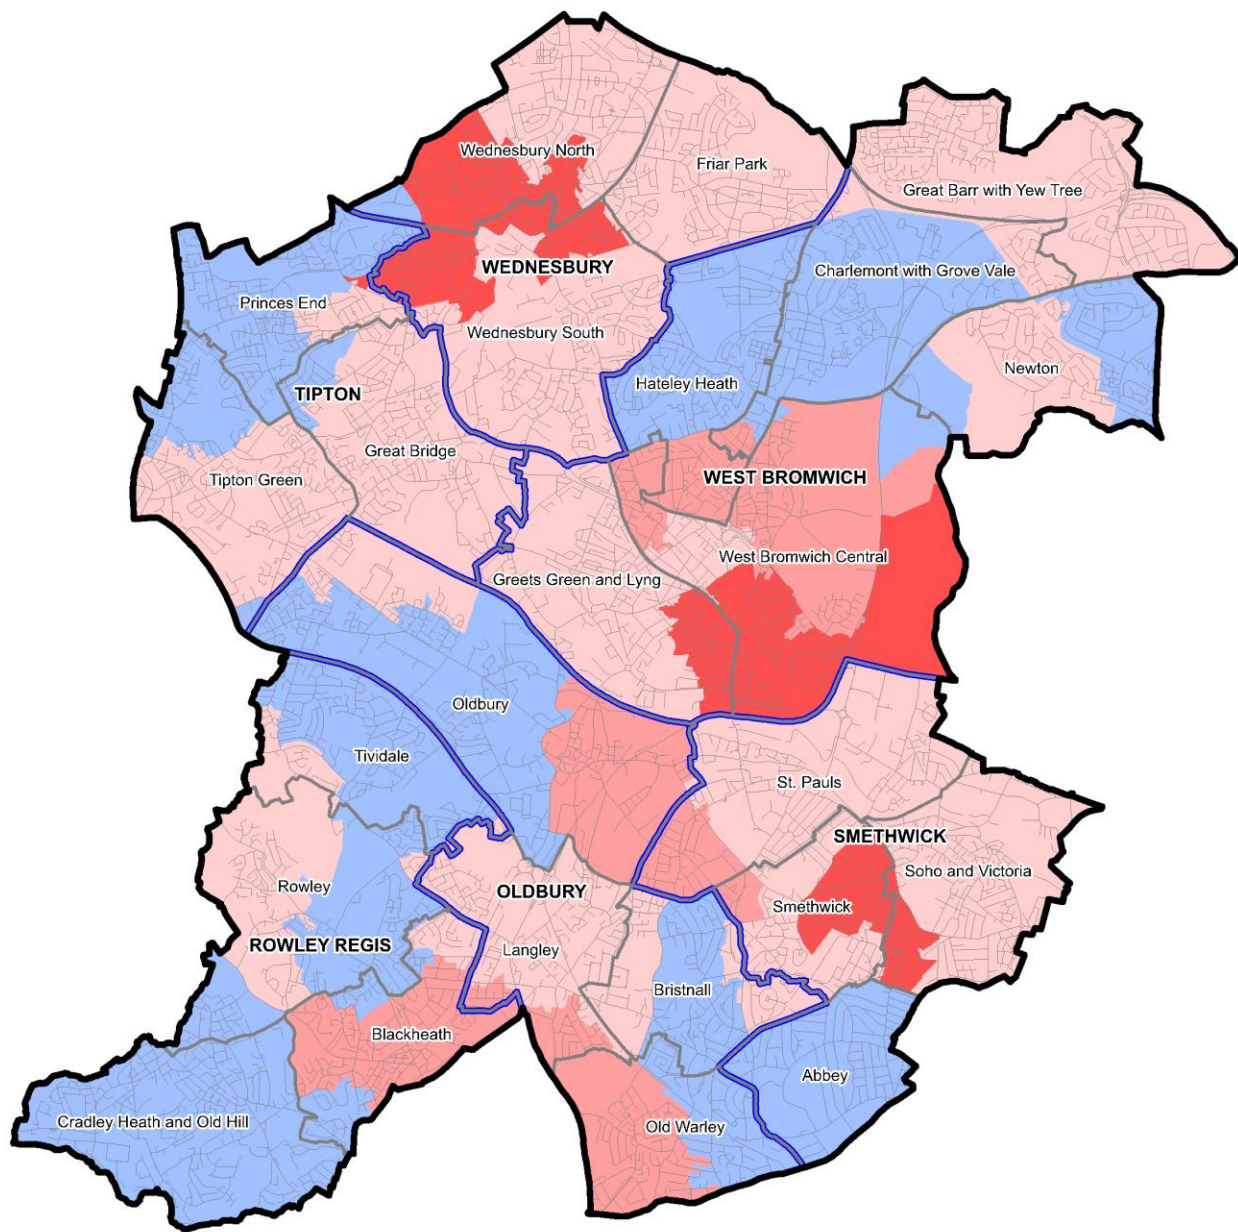 Wednesbury North
Friar Park
Great Barr with Yew Tree
WEDNESBURY
Charlemont with Grove Vale
Princes End
Wednesbury South
Newton
Hateley Heath
TIPTON
Great Bridge
Tipton Green
WEST BROMWICH
West Bromwich Central
Greets Green and Lyng
Oldbury
Tividale
St. Pauls
SMETHWICK
Soho and Victoria
Rowley
OLDBURY
Smethwick
ROWLEY REGIS
Langley
Bristnall
Blackheath
Abbey
Cradley Heath and Old Hill
Old Warley